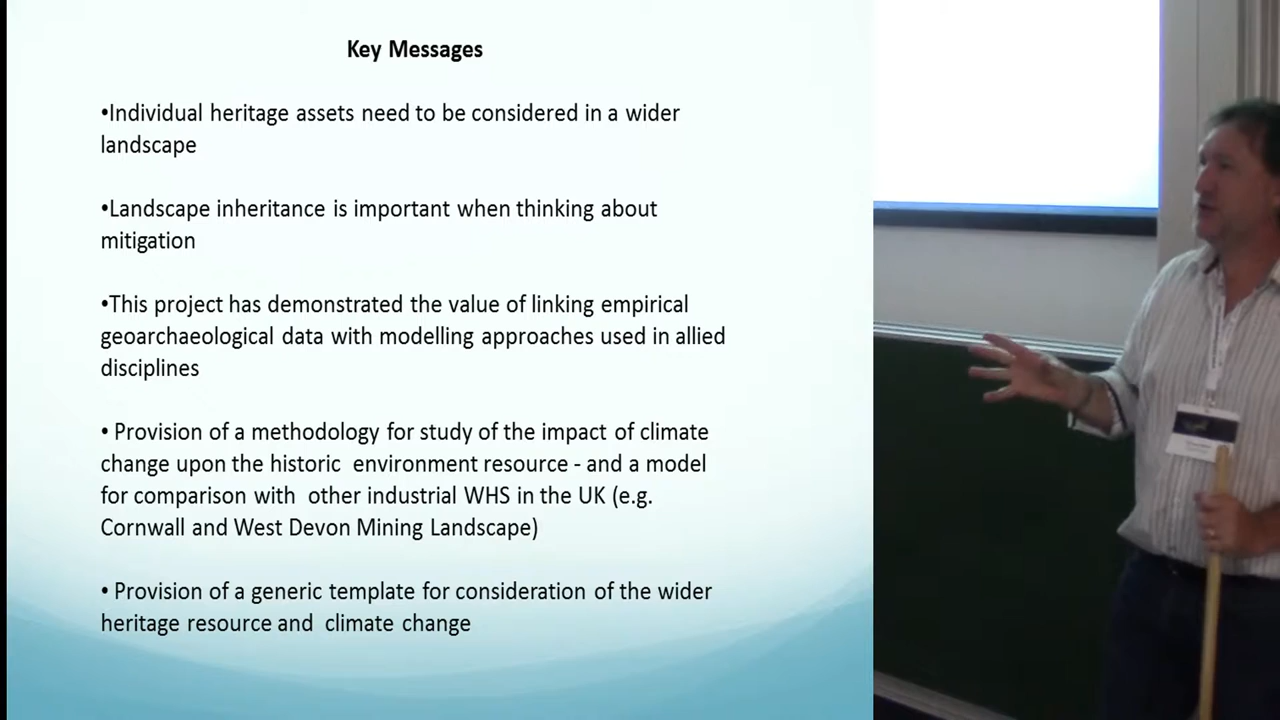 Key Messages
•Individual heritage assets need to be considered in a wider
landscape
•Landscape inheritance is important when thinking about
mitigation
•This project has demonstrated the value of linking empirical
geoarchaeological data with modelling approaches used in allied
disciplines
• Provision of a methodology for study of the impact of climate
change upon the historic environment resource - and a model
for comparison with other industrial WHS in the UK (e.g.
Cornwall and West Devon Mining Landscape)
• Provision of a generic template for consideration of the wider
heritage resource and climate change